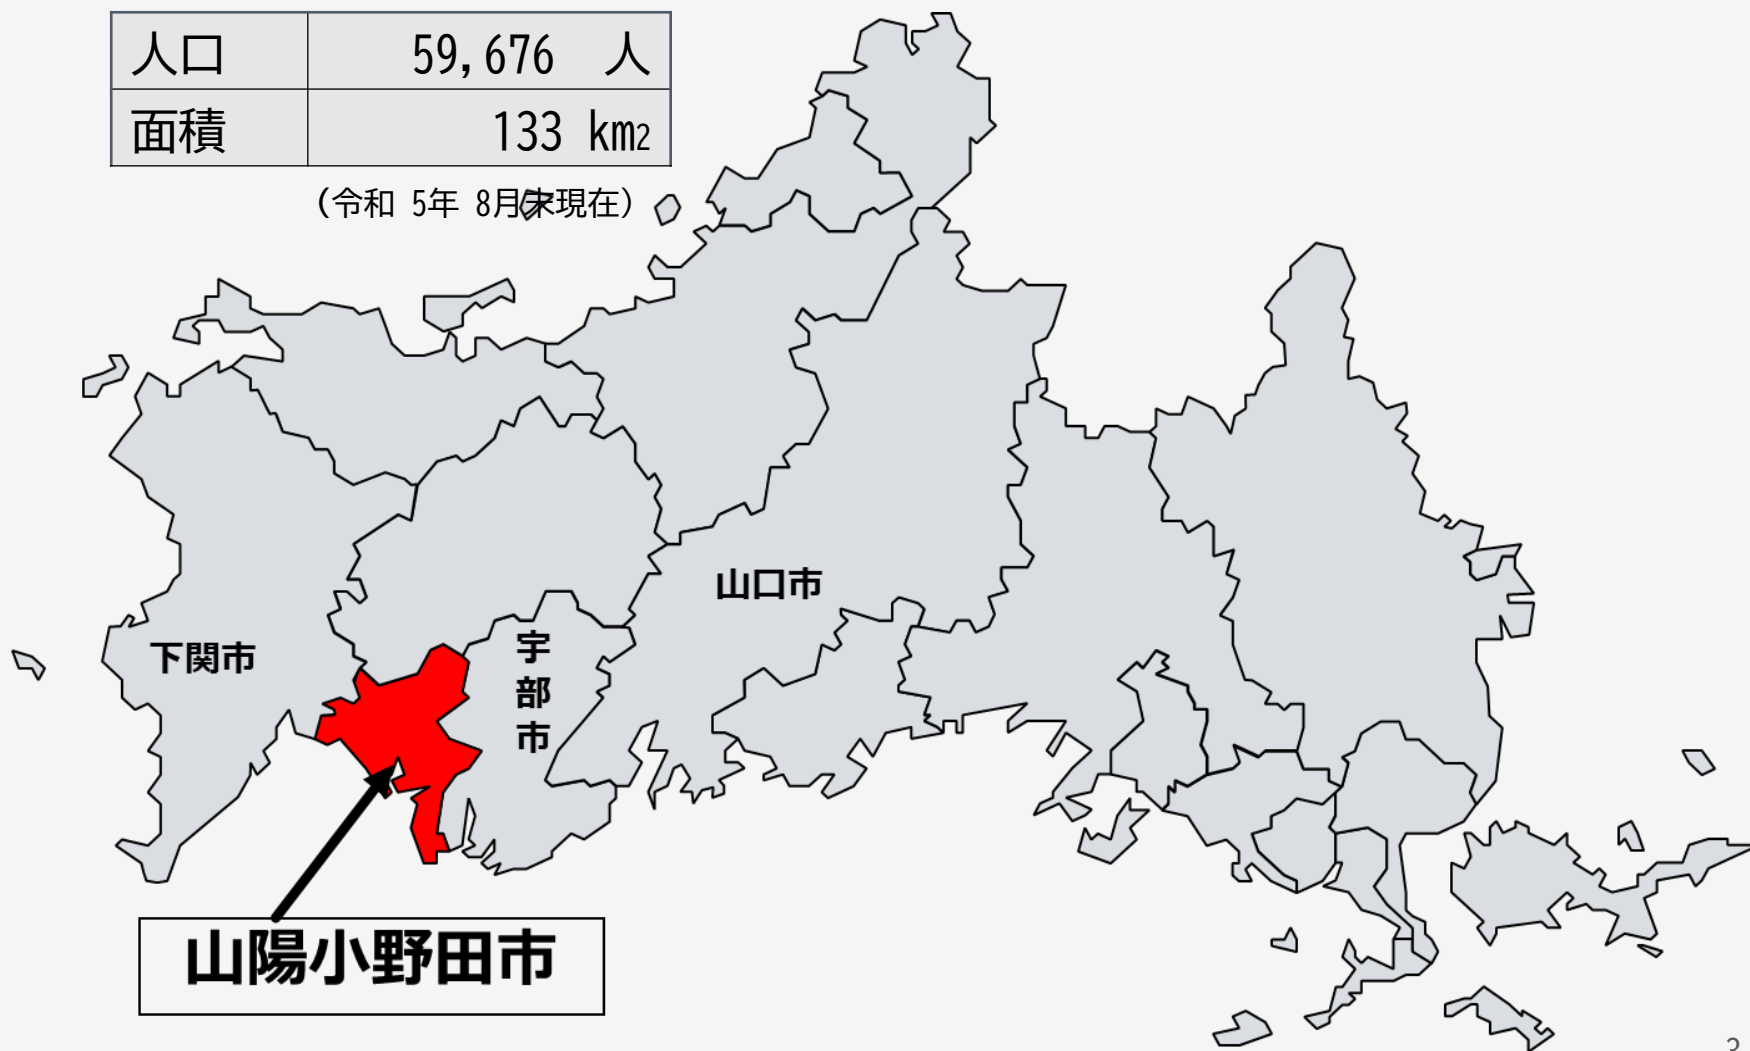 人口 59,676 人
面積 133 km2
(令和 5年 8月末現在)
山口市
下関市
宇部市
山陽小野田市
3